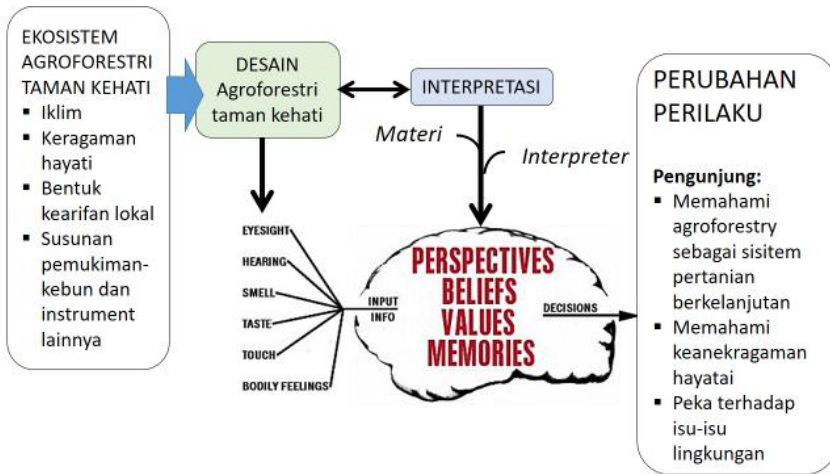 EKOSISTEM
AGROFORESTRI
TAMAN KEHATI
▪ Iklim
▪ Keragaman
hayati
▪ Bentuk
kearifan lokal
▪ Susunan
pemukiman-
kebun dan
instrument
lainnya
DESAIN
Agroforestri
taman kehati
INTERPRETASI
Materi
Interpreter
EYESIGHT
HEARING
SMELL
TASTE
TOUCH
BODILY FEELINGS
INPUT
INFO
PERSPECTIVES
BELIEFS
VALUES
MEMORIES
DECISIONS
PERUBAHAN
PERILAKU
Pengunjung:
▪ Memahami
agroforestry
sebagai sisitem
pertanian
berkelanjutan
▪ Memahami
keanekragaman
hayatai
▪ Peka terhadap
isu-isu
lingkungan